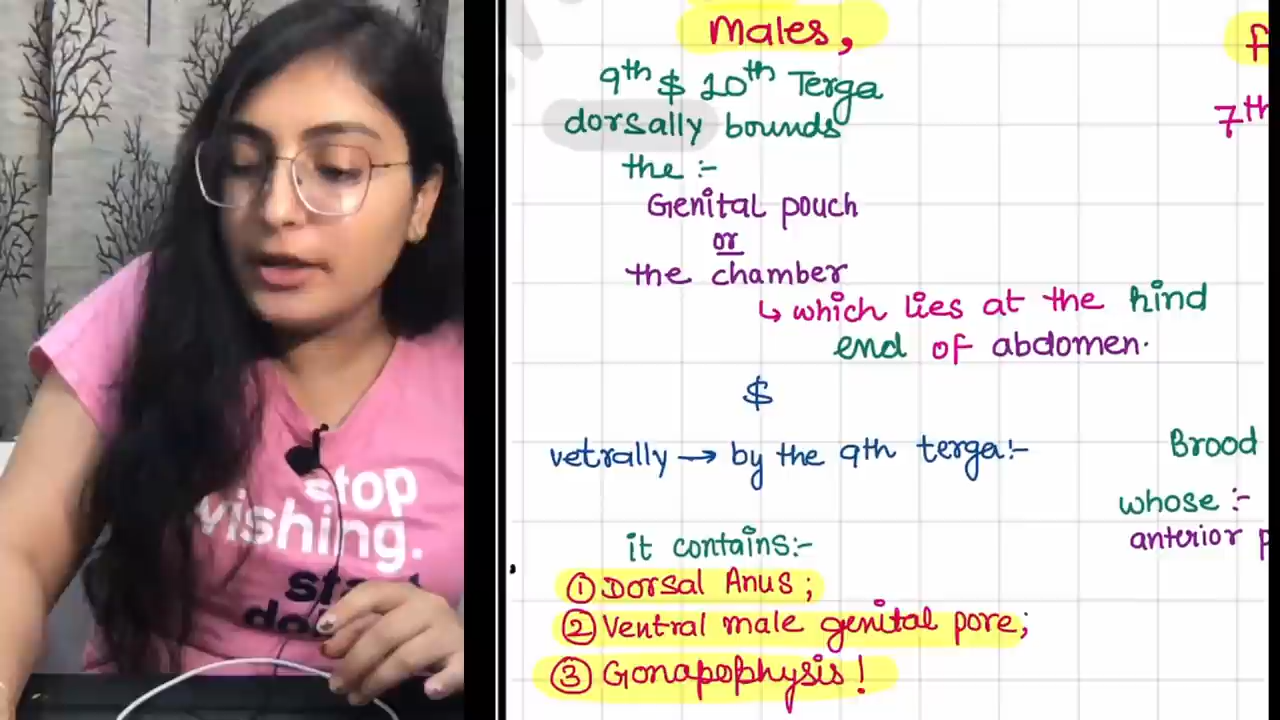 Males,
9th $ 10th Terga
dorsally bounds
the :-
Genital pouch
or
the chamber
↳ which lies at the hind
end of abdomen.
$
vetrally → by the 9th terga:-
it contains:-
① Dorsal Anus ;
② Ventral male genital pore;
③ Gonapophysis !
f
7th
Brood
whose :-
anterior p
stop
wishing.